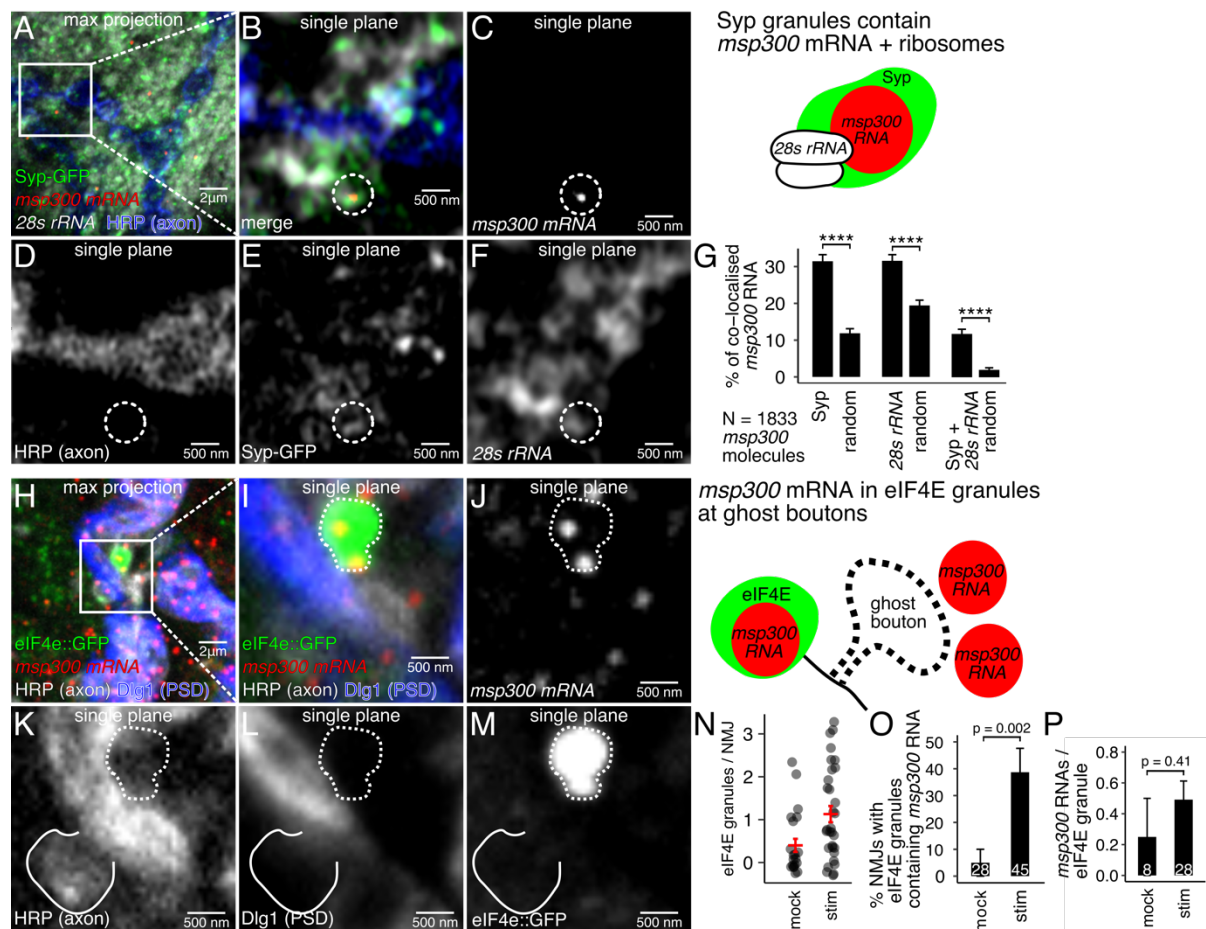 A
max projection
Syp-GFP
msp300 mRNA
28s rRNA HRP (axon)
2µm
B
single plane
merge
500 nm
C
single plane
msp300 mRNA
500 nm
Syp granules contain
msp300 mRNA + ribosomes
Syp
msp300
RNA
28s rRNA
D
single plane
HRP (axon)
500 nm
E
single plane
Syp-GFP
500 nm
F
single plane
28s rRNA
500 nm
G
% of co-localised
msp300 RNA
30
20
10
0
****
****
****
Syp
random
28s rRNA
random
Syp +
28s rRNA
random
N = 1833
msp300
molecules
H
max projection
eIF4e::GFP
msp300 mRNA
HRP (axon) Dlg1 (PSD)
2µm
I
single plane
HRP (axon) Dlg1 (PSD)
500 nm
J
single plane
msp300 mRNA
500 nm
msp300 mRNA in eIF4E granules
at ghost boutons
eIF4E
msp300
RNA
ghost
bouton
msp300
RNA
msp300
RNA
K
single plane
HRP (axon)
500 nm
L
single plane
Dlg1 (PSD)
500 nm
M
single plane
eIF4e::GFP
500 nm
N
eIF4E granules / NMJ
3
2
1
0
mock
stim
O
% NMJs with
eIF4E granules
containing msp300 RNA
50
40
30
20
10
0
p = 0.002
28
45
mock
stim
P
msp300 RNAs /
eIF4E granule
0.8
0.6
0.4
0.2
0.0
p = 0.41
8
28
mock
stim